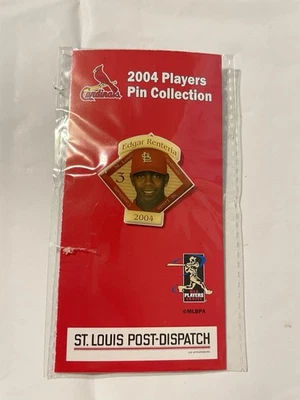 Cardinals
2004 Players
Pin Collection
Edgar Renteria
3
2004
PLAYERS
©MLBPA
ST. LOUIS POST-DISPATCH